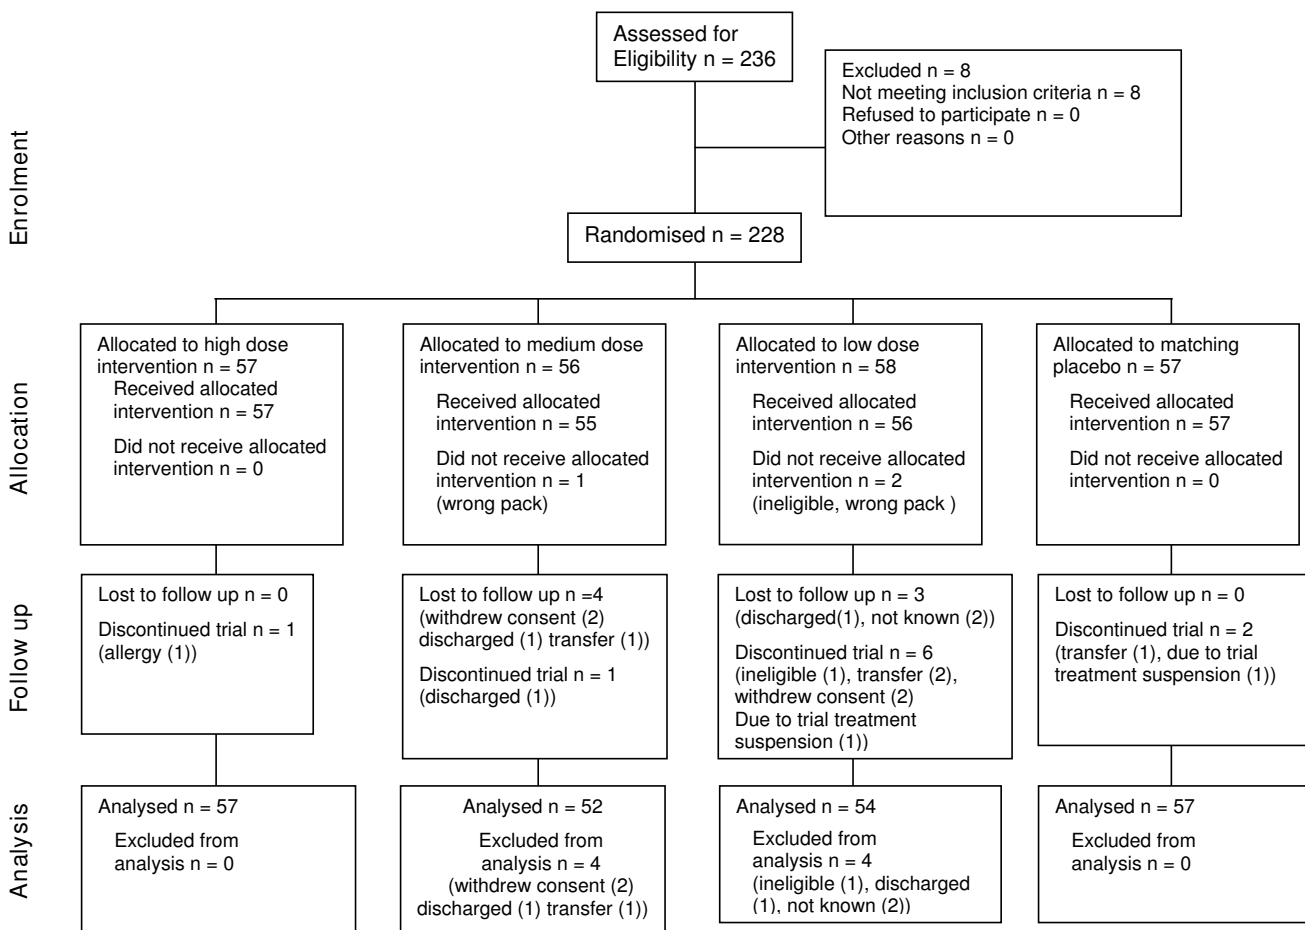 Assessed for
Eligibility n = 236
Excluded n = 8
Not meeting inclusion criteria n = 8
Refused to participate n = 0
Other reasons n = 0
Enrolment
Randomised n = 228
Allocation
Allocated to high dose
intervention n = 57
Received allocated
intervention n = 57
Did not receive allocated
intervention n = 0
Allocated to medium dose
intervention n = 56
Received allocated
intervention n = 55
Did not receive allocated
intervention n = 1
(wrong pack)
Allocated to low dose
intervention n = 58
Received allocated
intervention n = 56
Did not receive allocated
intervention n = 2
(ineligible, wrong pack )
Allocated to matching
placebo n = 57
Received allocated
intervention n = 57
Did not receive allocated
intervention n = 0
Follow up
Lost to follow up n = 0
Discontinued trial n = 1
(allergy (1))
Lost to follow up n =4
(withdrew consent (2)
discharged (1) transfer (1))
Discontinued trial n = 1
(discharged (1))
Lost to follow up n = 3
(discharged(1), not known (2))
Discontinued trial n = 6
(ineligible (1), transfer (2),
withdrew consent (2)
Due to trial treatment
suspension (1))
Lost to follow up n = 0
Discontinued trial n = 2
(transfer (1), due to trial
treatment suspension (1))
Analysis
Analysed n = 57
Excluded from
analysis n = 0
Analysed n = 52
Excluded from
analysis n = 4
(withdrew consent (2)
discharged (1) transfer (1))
Analysed n = 54
Excluded from
analysis n = 4
(ineligible (1), discharged
(1), not known (2))
Analysed n = 57
Excluded from
analysis n = 0